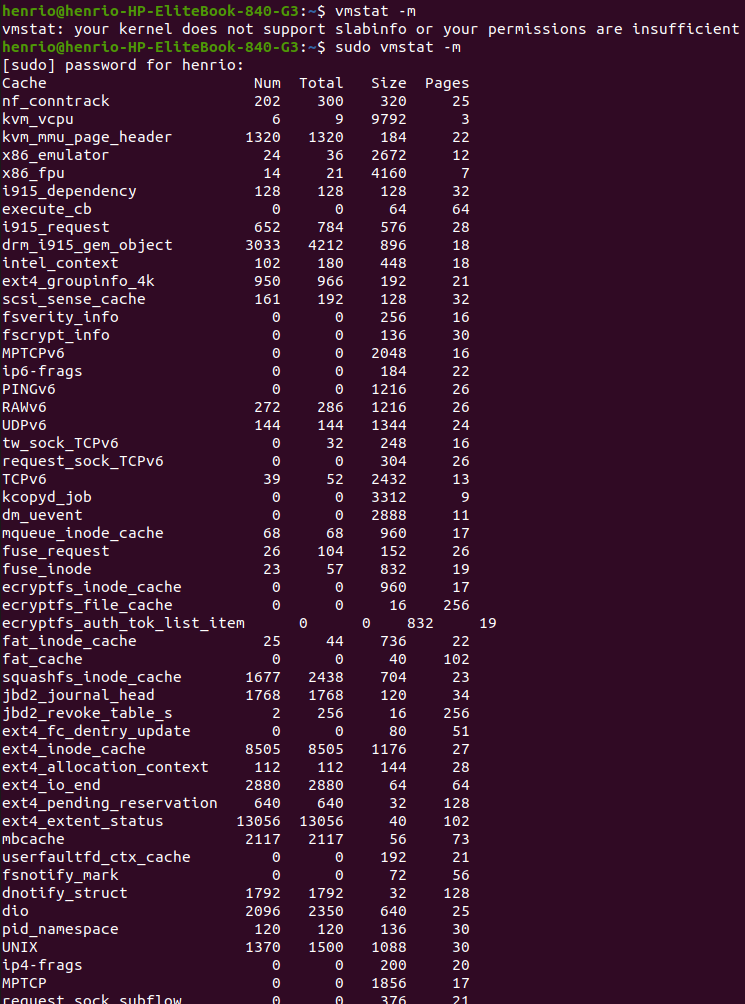 henrio@henrio-HP-EliteBook-840-G3:~$ vmstat -m
vmstat: your kernel does not support slabinfo or your permissions are insufficient
henrio@henrio-HP-EliteBook-840-G3:~$ sudo vmstat -m
[sudo] password for henrio:
Cache Num Total Size Pages
nf_conntrack 202 300 320 25
kvm_vcpu 6 9 9792 3
kvm_mmu_page_header 1320 1320 184 22
x86_emulator 24 36 2672 12
x86_fpu 14 21 4160 7
i915_dependency 128 128 128 32
execute_cb 0 0 64 64
i915_request 652 784 576 28
drm_i915_gem_object 3033 4212 896 18
intel_context 102 180 448 18
ext4_groupinfo_4k 950 966 192 21
scsi_sense_cache 161 192 128 32
fsverity_info 0 0 256 16
fscrypt_info 0 0 136 30
MPTCPv6 0 0 2048 16
ip6-frags 0 0 184 22
PINGv6 0 0 1216 26
RAWv6 272 286 1216 26
UDPv6 144 144 1344 24
tw_sock_TCPv6 0 32 248 16
request_sock_TCPv6 0 0 304 26
TCPv6 39 52 2432 13
kcopyd_job 0 0 3312 9
dm_uevent 0 0 2888 11
mqueue_inode_cache 68 68 960 17
fuse_request 26 104 152 26
fuse_inode 23 57 832 19
ecryptfs_inode_cache 0 0 960 17
ecryptfs_file_cache 0 0 16 256
ecryptfs_auth_tok_list_item 0 0 832 19
fat_inode_cache 25 44 736 22
fat_cache 0 0 40 102
squashfs_inode_cache 1677 2438 704 23
jbd2_journal_head 1768 1768 120 34
jbd2_revoke_table_s 2 256 16 256
ext4_fc_dentry_update 0 0 80 51
ext4_inode_cache 8505 8505 1176 27
ext4_allocation_context 112 112 144 28
ext4_io_end 2880 2880 64 64
ext4_pending_reservation 640 640 32 128
ext4_extent_status 13056 13056 40 102
mbcache 2117 2117 56 73
userfaultfd_ctx_cache 0 0 192 21
fsnotify_mark 0 0 72 56
dnotify_struct 1792 1792 32 128
dio 2096 2350 640 25
pid_namespace 120 120 136 30
UNIX 1370 1500 1088 30
ip4-frags 0 0 200 20
MPTCP 0 0 1856 17
request_sock_subflow 0 0 376 21